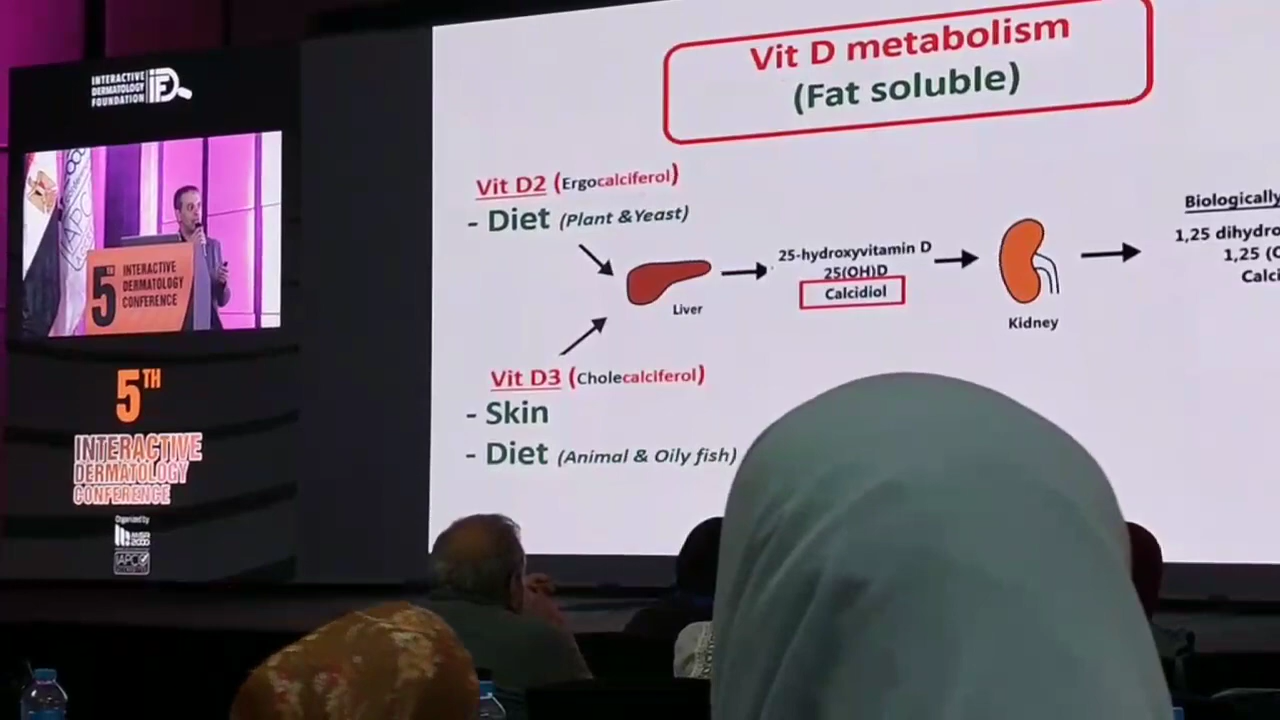 INTERACTIVE
DERMATOLOGY
FOUNDATION
5TH INTERACTIVE
DERMATOLOGY
CONFERENCE
5TH
INTERACTIVE
DERMATOLOGY
CONFERENCE
Organized by
IAPCO
Vit D metabolism
(Fat soluble)
Vit D2 (Ergocalciferol)
- Diet (Plant &Yeast)
Liver
25-hydroxyvitamin D
25(OH)D
Calcidiol
Kidney
Biologically
1,25 dihydro
1,25 (
Calci
Vit D3 (Cholecalciferol)
- Skin
- Diet (Animal & Oily fish)